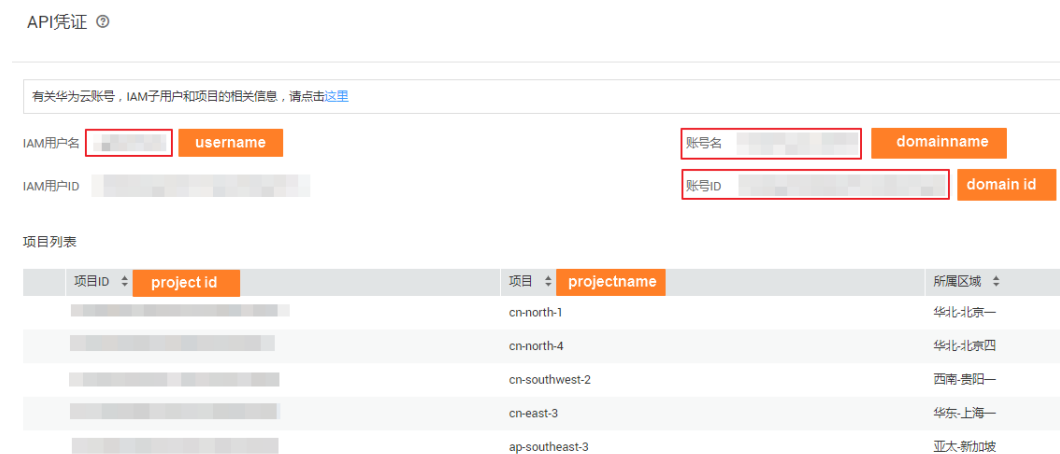 API凭证 ?
有关华为云账号，IAM子用户和项目的相关信息，请点击这里
IAM用户名 username 账号名 domainname
IAM用户ID 账号ID domain id
项目列表
项目ID project id 项目 projectname 所属区域
cn-north-1 华北-北京一
cn-north-4 华北-北京四
cn-southwest-2 西南-贵阳一
cn-east-3 华东-上海一
ap-southeast-3 亚太-新加坡